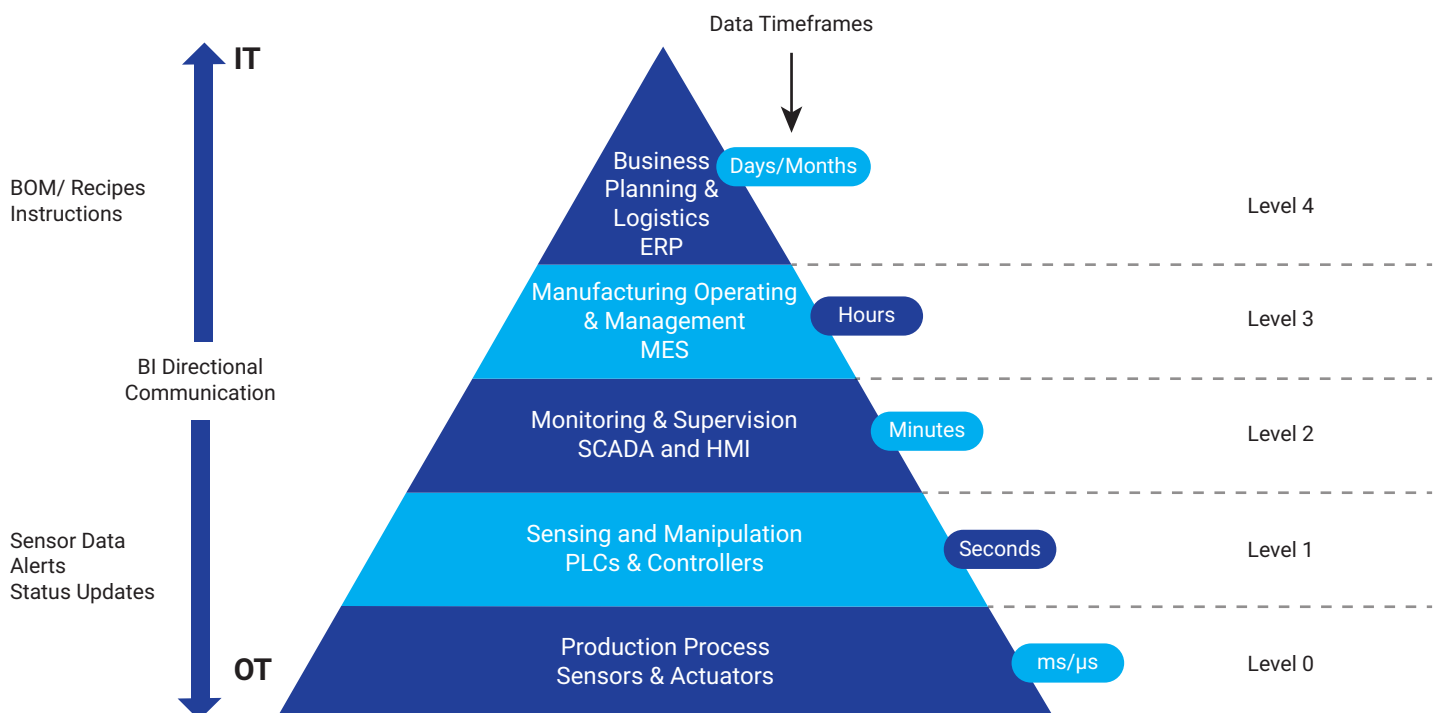 Data Timeframes
IT
Business
Planning &
Logistics
ERP
Days/Months
Level 4
BOM/ Recipes
Instructions
Manufacturing Operating
& Management
MES
Hours
Level 3
BI Directional
Communication
Monitoring & Supervision
SCADA and HMI
Minutes
Level 2
Sensing and Manipulation
PLCs & Controllers
Seconds
Level 1
Sensor Data
Alerts
Status Updates
OT
Production Process
Sensors & Actuators
ms/µs
Level 0